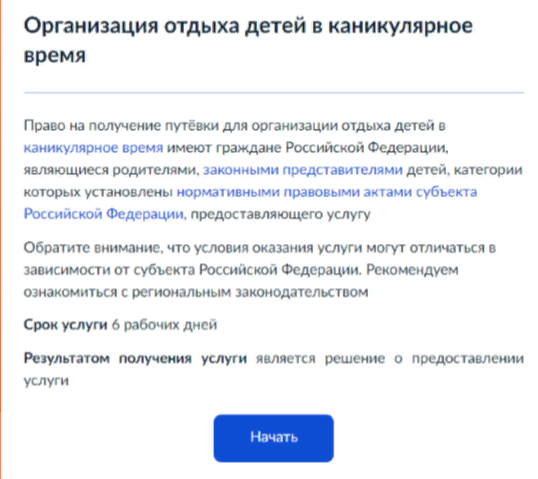 Организация отдыха детей в каникулярное
время
Право на получение путёвки для организации отдыха детей в
каникулярное время имеют граждане Российской Федерации,
являющиеся родителями, законными представителями детей, категории
которых установлены нормативными правовыми актами субъекта
Российской Федерации, предоставляющего услугу
Обратите внимание, что условия оказания услуги могут отличаться в
зависимости от субъекта Российской Федерации. Рекомендуем
ознакомиться с региональным законодательством
Срок услуги 6 рабочих дней
Результатом получения услуги является решение о предоставлении
услуги
Начать